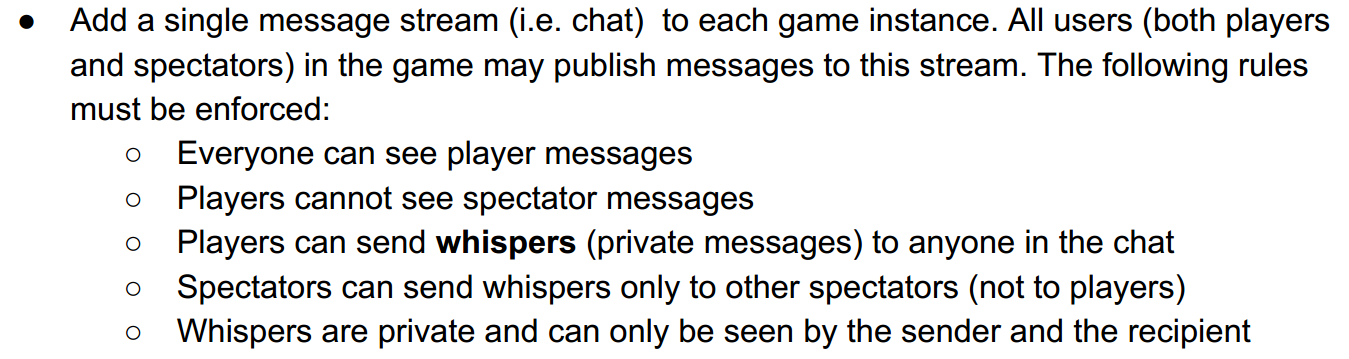 ● Add a single message stream (i.e. chat)  to each game instance. All users (both players
and spectators) in the game may publish messages to this stream. The following rules
must be enforced:
○ Everyone can see player messages
○ Players cannot see spectator messages
○ Players can send whispers (private messages) to anyone in the chat
○ Spectators can send whispers only to other spectators (not to players)
○ Whispers are private and can only be seen by the sender and the recipient